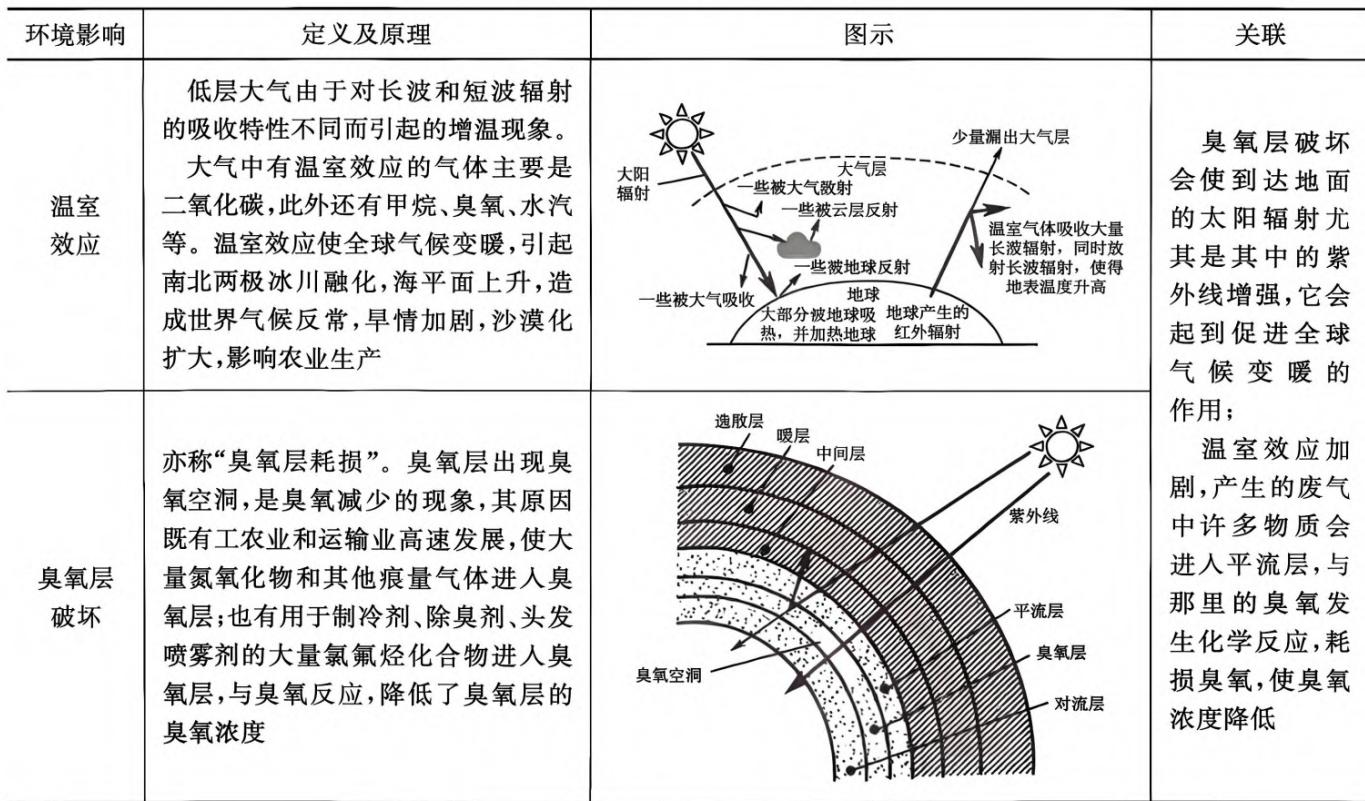 环境影响
定义及原理
图示
关联
温室
效应
低层大气由于对长波和短波辐射
的吸收特性不同而引起的增温现象。
大气中有温室效应的气体主要是
二氧化碳,此外还有甲烷、臭氧、水汽
等。温室效应使全球气候变暖,引起
南北两极冰川融化,海平面上升,造
成世界气候反常,旱情加剧,沙漠化
扩大,影响农业生产
太阳
辐射
大气层
少量漏出大气层
一些被大气散射
一些被云层反射
一些被地球反射
一些被大气吸收
温室气体吸收大量
长波辐射，同时放
射长波辐射，使得
地表温度升高
地球
大部分被地球吸
热，并加热地球
地球产生的
红外辐射
臭氧层
破坏
亦称“臭氧层耗损”。臭氧层出现臭
氧空洞,是臭氧减少的现象,其原因
既有工农业和运输业高速发展,使大
量氮氧化物和其他痕量气体进入臭
氧层;也有用于制冷剂、除臭剂、头发
喷雾剂的大量氯氟烃化合物进入臭
氧层,与臭氧反应,降低了臭氧层的
臭氧浓度
逸散层
暖层
中间层
紫外线
平流层
臭氧层
对流层
臭氧空洞
臭氧层破坏
会使到达地面
的太阳辐射尤
其是其中的紫
外线增强,它会
起到促进全球
气候变暖的
作用;
温室效应加
剧,产生的废气
中许多物质会
进入平流层,与
那里的臭氧发
生化学反应,耗
损臭氧,使臭氧
浓度降低